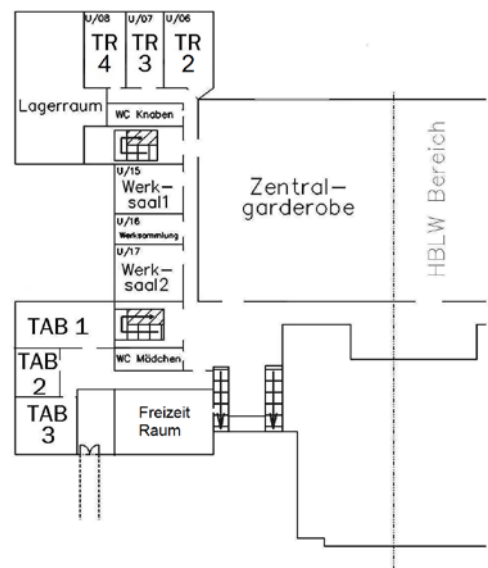 U/08
TR
4
U/07
TR
3
U/06
TR
2
Lagerraum
WC Knaben
U/15
Werk-
saal1
U/16
Werksammlung
U/17
Werk-
saal2
Zentral-
garderobe
HBLW Bereich
TAB 1
TAB
2
TAB
3
WC Mädchen
Freizeit
Raum